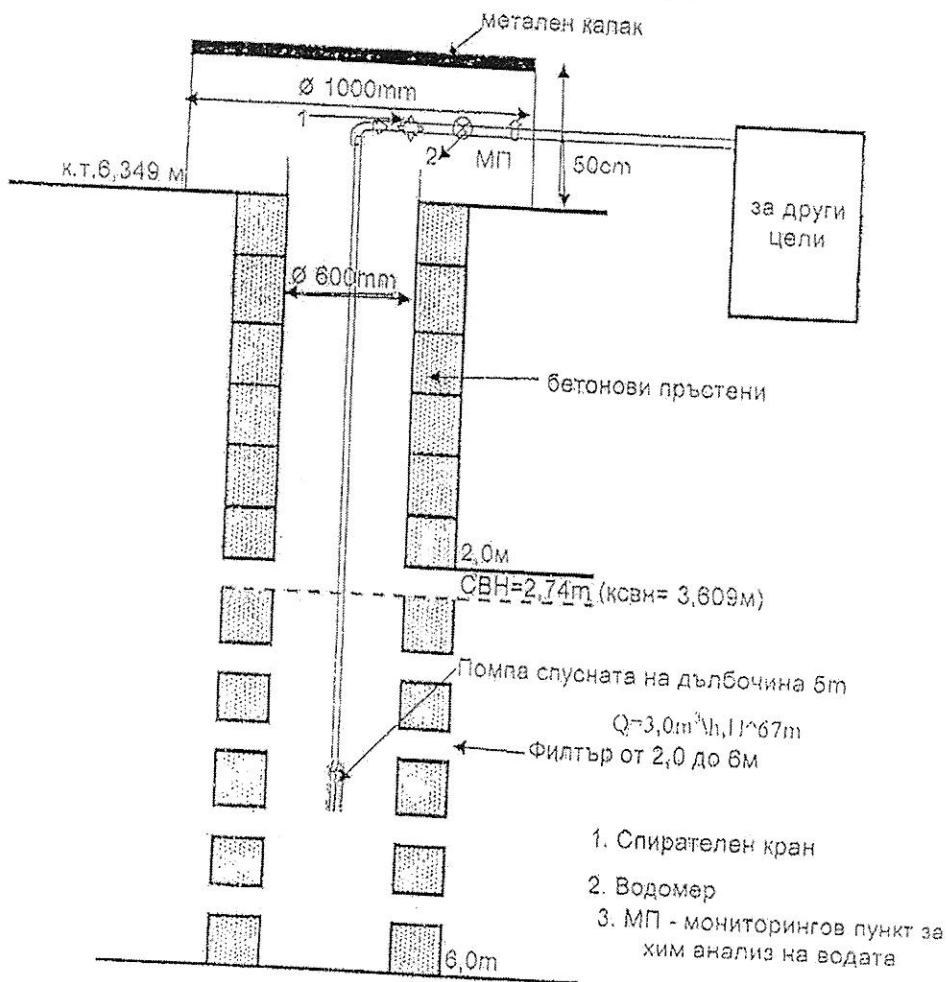 метален капак
Ø 1000mm
1
2
МП
50cm
к.т.6,349 м
за други
цели
Ø 600mm
бетонови пръстени
2,0м
СВН=2,74m (ксвн= 3,609м)
Помпа спусната на дълбочина 5m
Q=3,0m³\h,
Филтър от 2,0 до 6м
1. Спирателен кран
2. Водомер
3. МП - мониторингов пункт за
хим анализ на водата
6,0m